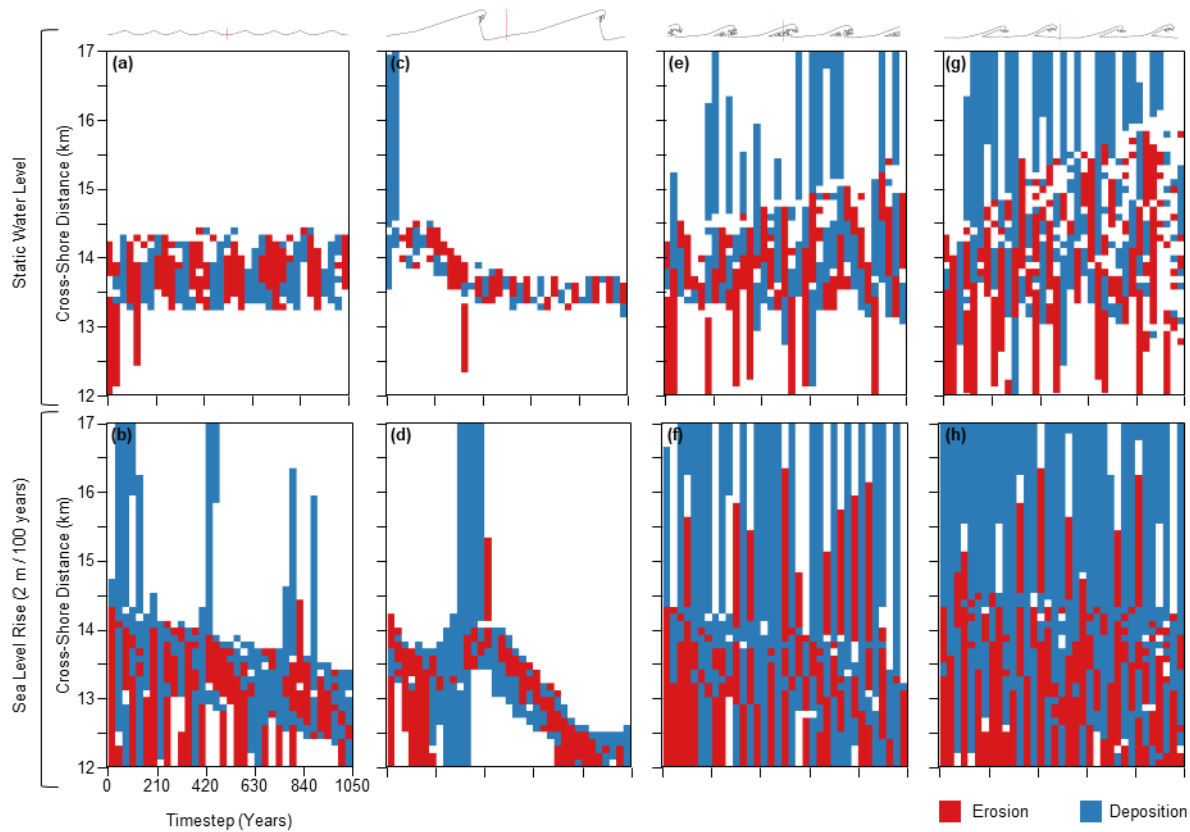 (a) (c) (e) (g)
17
16
15
14
13
12
Static Water Level
Cross-Shore Distance (km)
(b) (d) (f) (h)
17
16
15
14
13
12
Sea Level Rise (2 m / 100 years)
Cross-Shore Distance (km)
0 210 420 630 840 1050
Timestep (Years)
Erosion Deposition